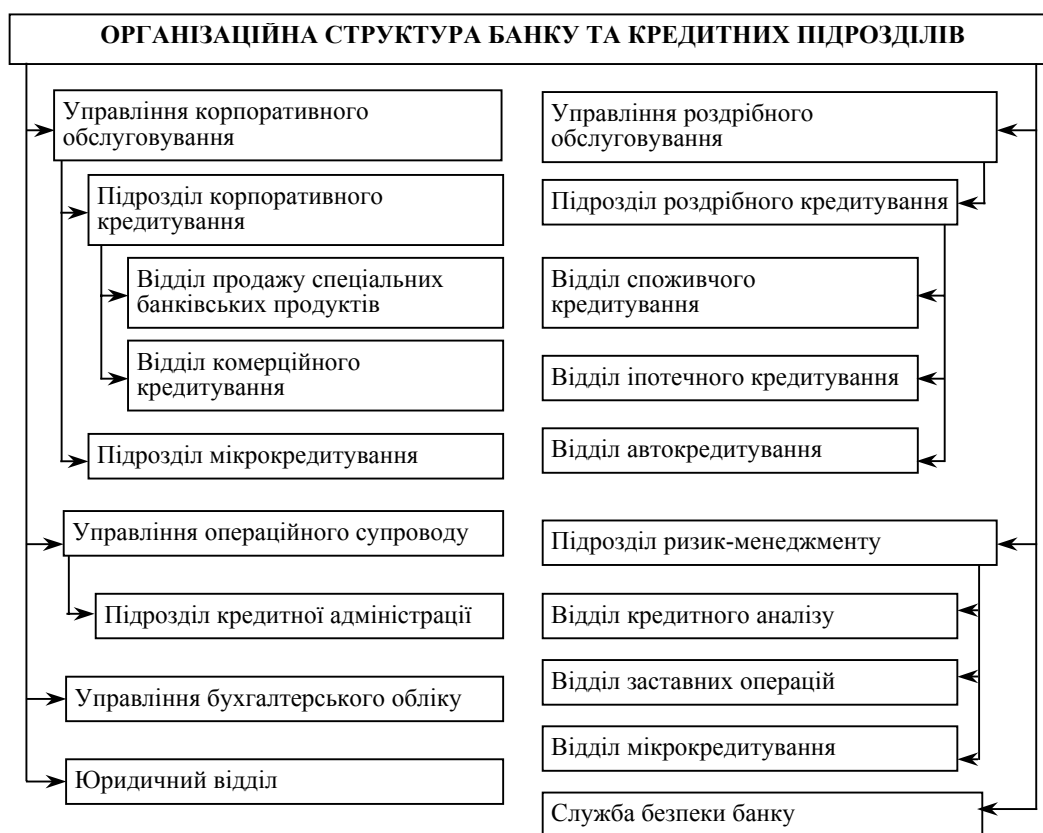 ОРГАНІЗАЦІЙНА СТРУКТУРА БАНКУ ТА КРЕДИТНИХ ПІДРОЗДІЛІВ
Управління корпоративного
обслуговування
Підрозділ корпоративного
кредитування
Відділ продажу спеціальних
банківських продуктів
Відділ комерційного
кредитування
Підрозділ мікрокредитування
Управління операційного супроводу
Підрозділ кредитної адміністрації
Управління бухгалтерського обліку
Юридичний відділ
Управління роздрібного
обслуговування
Підрозділ роздрібного кредитування
Відділ споживчого
кредитування
Відділ іпотечного кредитування
Відділ автокредитування
Підрозділ ризик-менеджменту
Відділ кредитного аналізу
Відділ заставних операцій
Відділ мікрокредитування
Служба безпеки банку